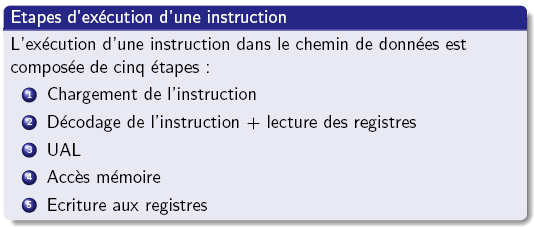 Etapes d'exécution d'une instruction
L'exécution d'une instruction dans le chemin de données est
composée de cinq étapes :
1 Chargement de l'instruction
2 Décodage de l'instruction + lecture des registres
3 UAL
4 Accès mémoire
5 Ecriture aux registres